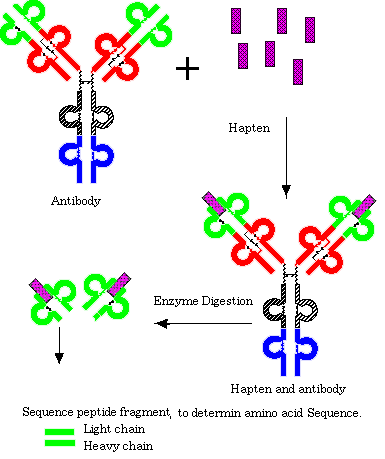 +
Hapten
Antibody
Enzyme Digestion
Hapten and antibody
Sequence peptide fragment, to determin amino acid Sequence.
Light chain
Heavy chain